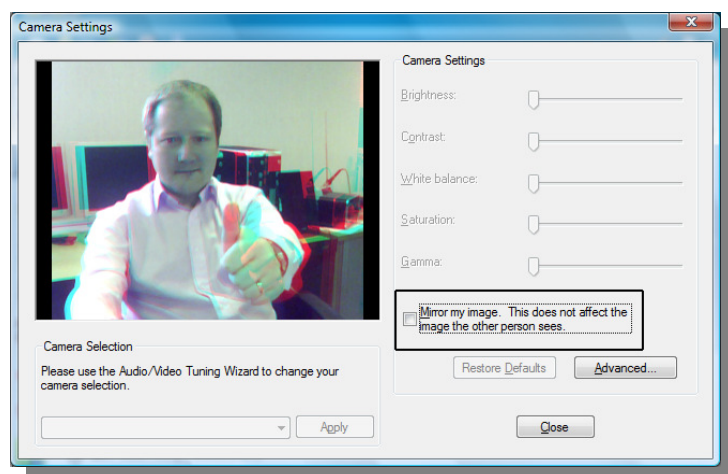 Camera Settings
Camera Settings
Brightness:
Contrast:
White balance:
Saturation:
Gamma:
Mirror my image. This does not affect the
image the other person sees.
Restore Defaults
Advanced...
Camera Selection
Please use the Audio/Video Tuning Wizard to change your
camera selection.
Apply
Close